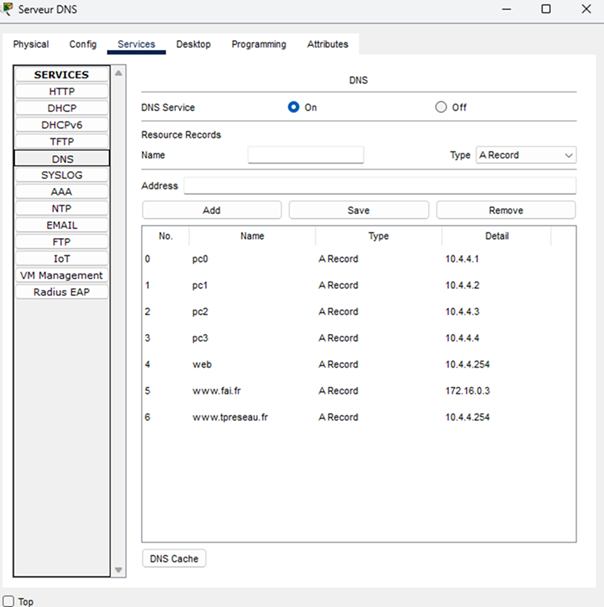 Serveur DNS
Physical Config Services Desktop Programming Attributes
SERVICES
HTTP
DHCP
DHCPv6
TFTP
DNS
SYSLOG
AAA
NTP
EMAIL
FTP
IoT
VM Management
Radius EAP
DNS
DNS Service On Off
Resource Records
Name Type A Record
Address
Add Save Remove
No. Name Type Detail
0 pc0 A Record 10.4.4.1
1 pc1 A Record 10.4.4.2
2 pc2 A Record 10.4.4.3
3 pc3 A Record 10.4.4.4
4 web A Record 10.4.4.254
5 www.fai.fr A Record 172.16.0.3
6 www.tpreseau.fr A Record 10.4.4.254
DNS Cache
Top